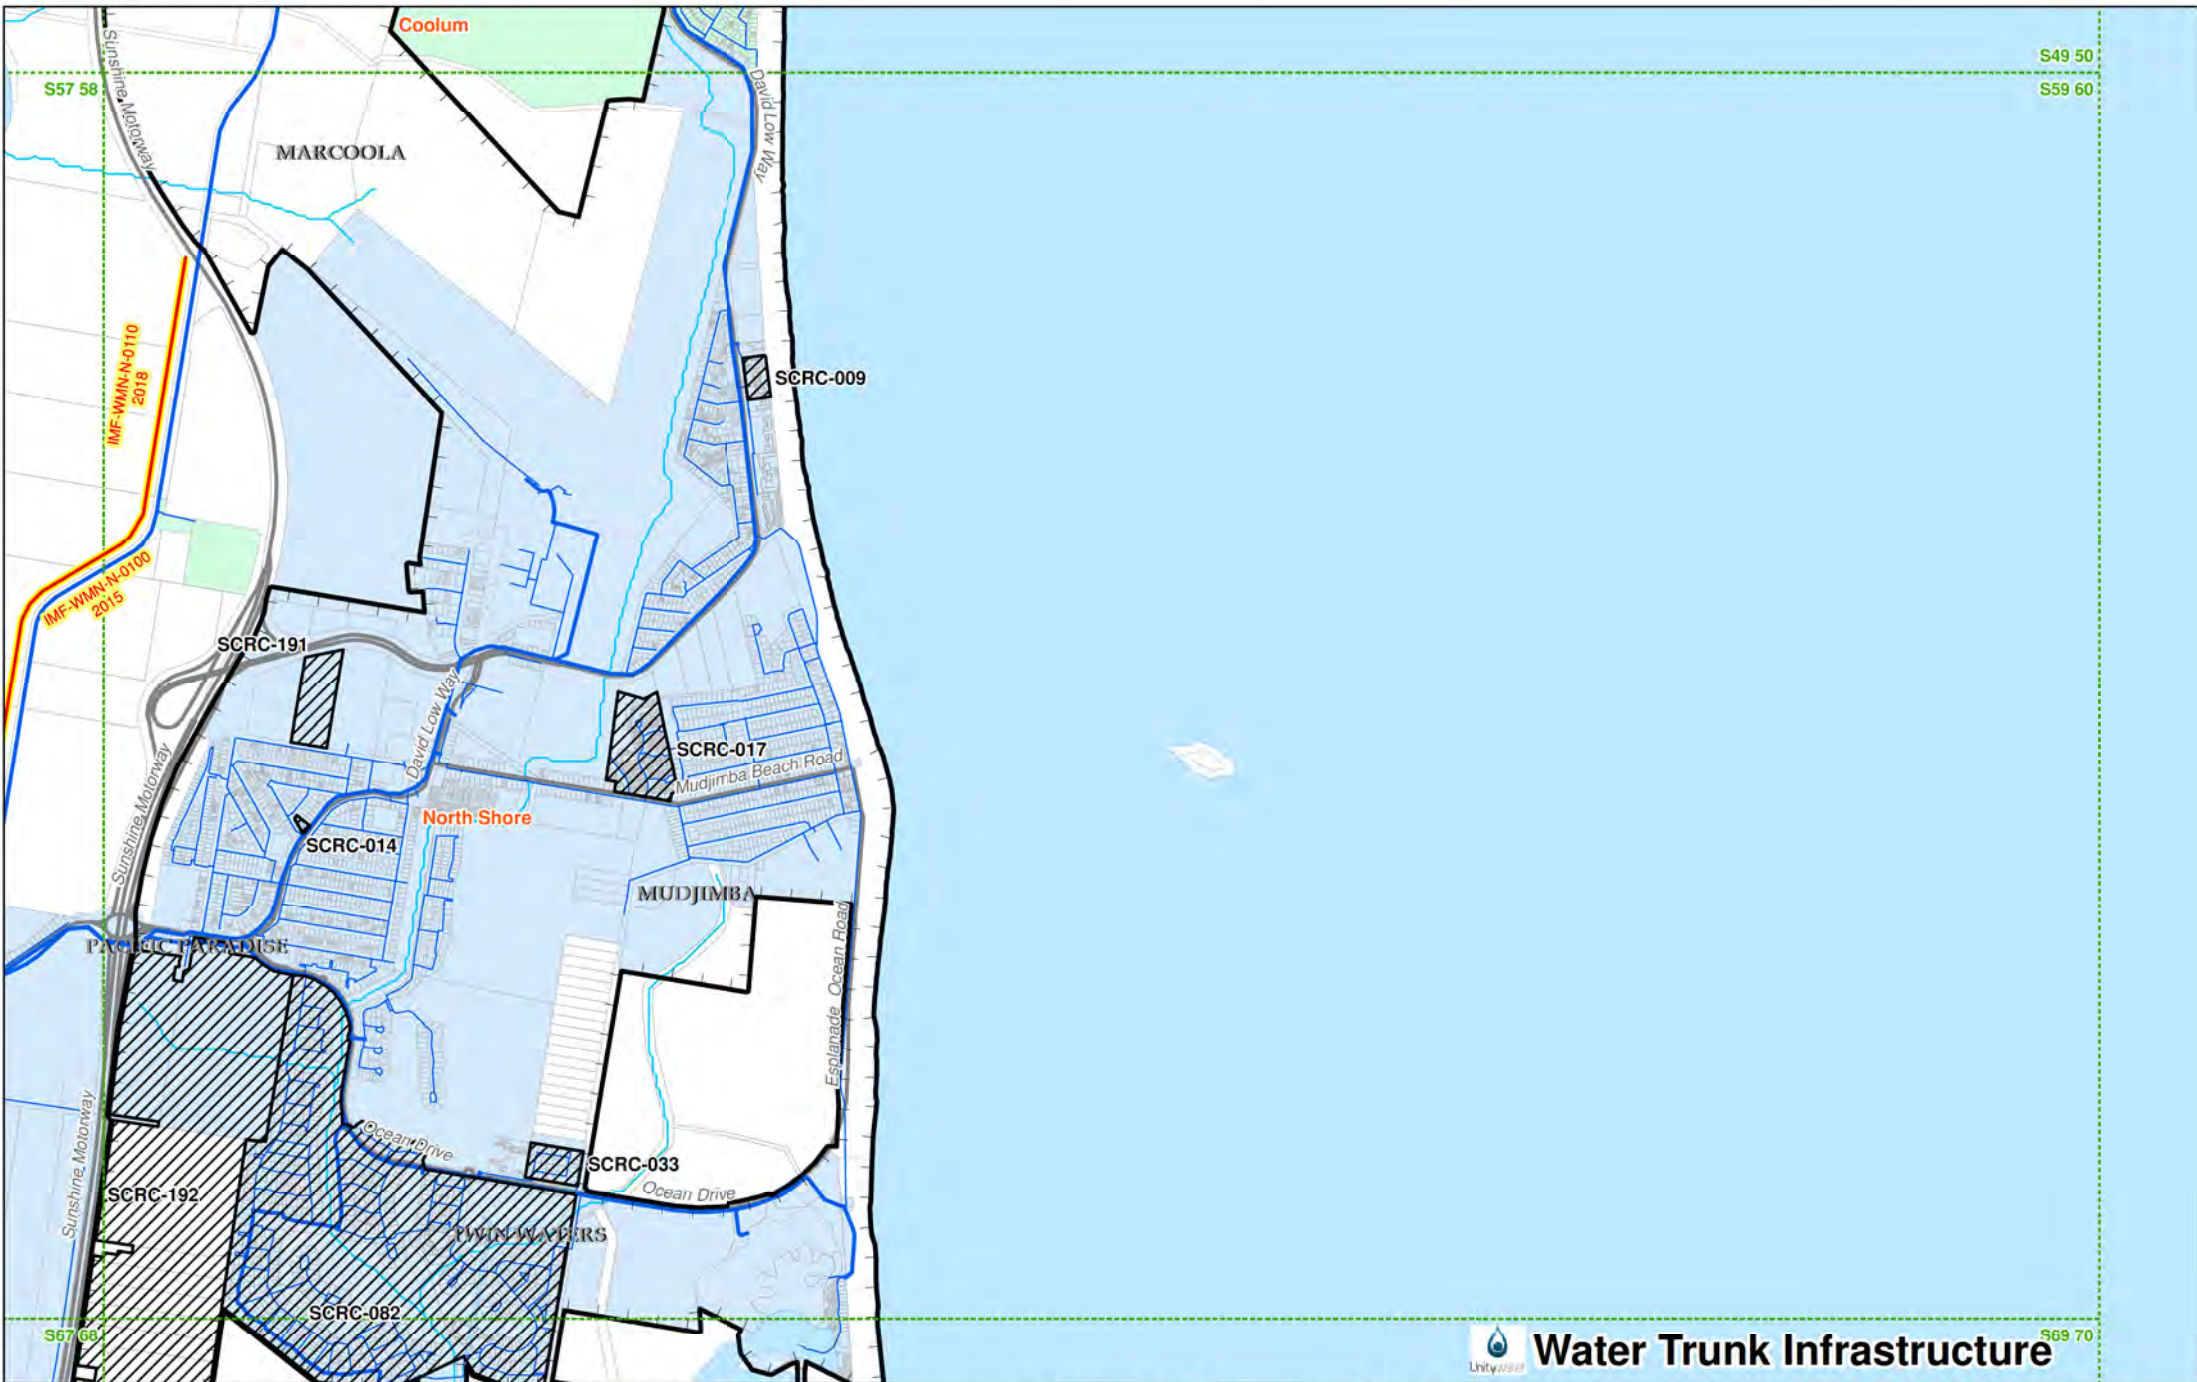 Coolum
S49 50
S57 58
S59 60
Sunshine Motorway
David Low Way
MARCOOLA
IMF-WMN-N-0110
2018
SCRC-009
IMF-WMN-N-0100
2015
SCRC-191
David Low Way
SCRC-017
Mudjimba Beach Road
Sunshine Motorway
North Shore
SCRC-014
MUDJIMBA
PACIFIC PARADISE
Esplanade Ocean Road
Ocean Drive
SCRC-033
Ocean Drive
Sunshine Motorway
SCRC-192
TWIN WATERS
SCRC-082
S67 68
S69 70
Unitywater
Water Trunk Infrastructure